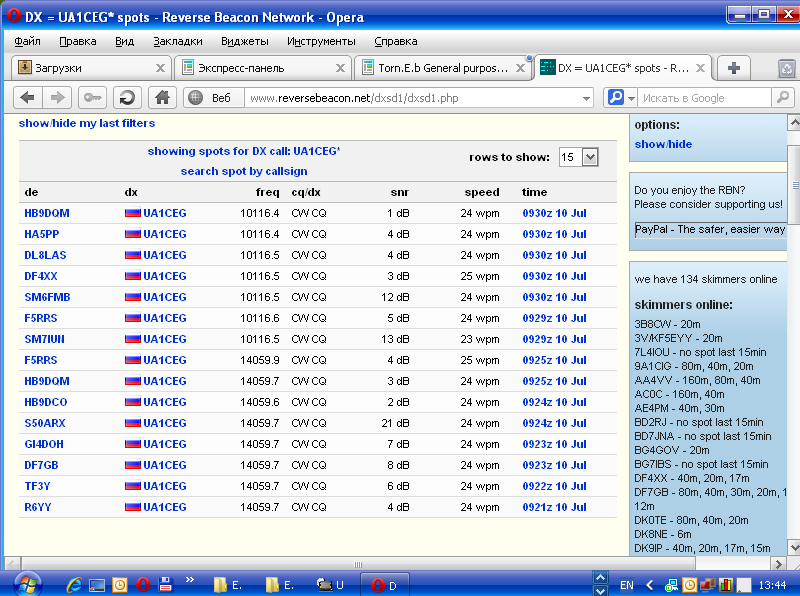 DX = UA1CEG* spots - Reverse Beacon Network - Opera
Файл Правка Вид Закладки Виджеты Инструменты Справка
Загрузки Экспресс-панель Torn.E.b General purpos... DX = UA1CEG* spots - R...
Веб www.reversebeacon.net/dxsd1/dxsd1.php Искать в Google
show/hide my last filters
showing spots for DX call: UA1CEG*
search spot by callsign
rows to show: 15
de dx freq cq/dx snr speed time
HB9DQM UA1CEG 10116.4 CW CQ 1 dB 24 wpm 0930z 10 Jul
HA5PP UA1CEG 10116.4 CW CQ 4 dB 24 wpm 0930z 10 Jul
DL8LAS UA1CEG 10116.5 CW CQ 4 dB 24 wpm 0930z 10 Jul
DF4XX UA1CEG 10116.5 CW CQ 3 dB 25 wpm 0930z 10 Jul
SM6FMB UA1CEG 10116.5 CW CQ 12 dB 24 wpm 0930z 10 Jul
F5RRS UA1CEG 10116.6 CW CQ 5 dB 24 wpm 0929z 10 Jul
SM7IUN UA1CEG 10116.5 CW CQ 13 dB 23 wpm 0929z 10 Jul
F5RRS UA1CEG 14059.9 CW CQ 4 dB 25 wpm 0925z 10 Jul
HB9DQM UA1CEG 14059.7 CW CQ 3 dB 24 wpm 0925z 10 Jul
HB9DCO UA1CEG 14059.6 CW CQ 2 dB 24 wpm 0924z 10 Jul
S50ARX UA1CEG 14059.7 CW CQ 21 dB 24 wpm 0924z 10 Jul
GI4DOH UA1CEG 14059.7 CW CQ 7 dB 24 wpm 0923z 10 Jul
DF7GB UA1CEG 14059.7 CW CQ 8 dB 24 wpm 0923z 10 Jul
TF3Y UA1CEG 14059.7 CW CQ 6 dB 24 wpm 0922z 10 Jul
R6YY UA1CEG 14059.7 CW CQ 4 dB 24 wpm 0921z 10 Jul
options:
show/hide
Do you enjoy the RBN?
Please consider supporting us!
PayPal - The safer, easier way
we have 134 skimmers online
skimmers online:
3B8CW - 20m
3V/KF5EYY - 20m
7L4IOU - no spot last 15min
9A1CIG - 80m, 40m, 20m
AA4VV - 160m, 80m, 40m
AC0C - 160m, 40m
AE4PM - 40m, 30m
BD2RJ - no spot last 15min
BD7JNA - no spot last 15min
BG4GOV - 20m
BG7IBS - no spot last 15min
DF4XX - 40m, 20m, 17m
DF7GB - 80m, 40m, 30m, 20m, 1
12m
DK0TE - 80m, 40m, 20m
DK8NE - 6m
DK9IP - 40m, 20m, 17m, 15m
E. E. U D EN 13:44